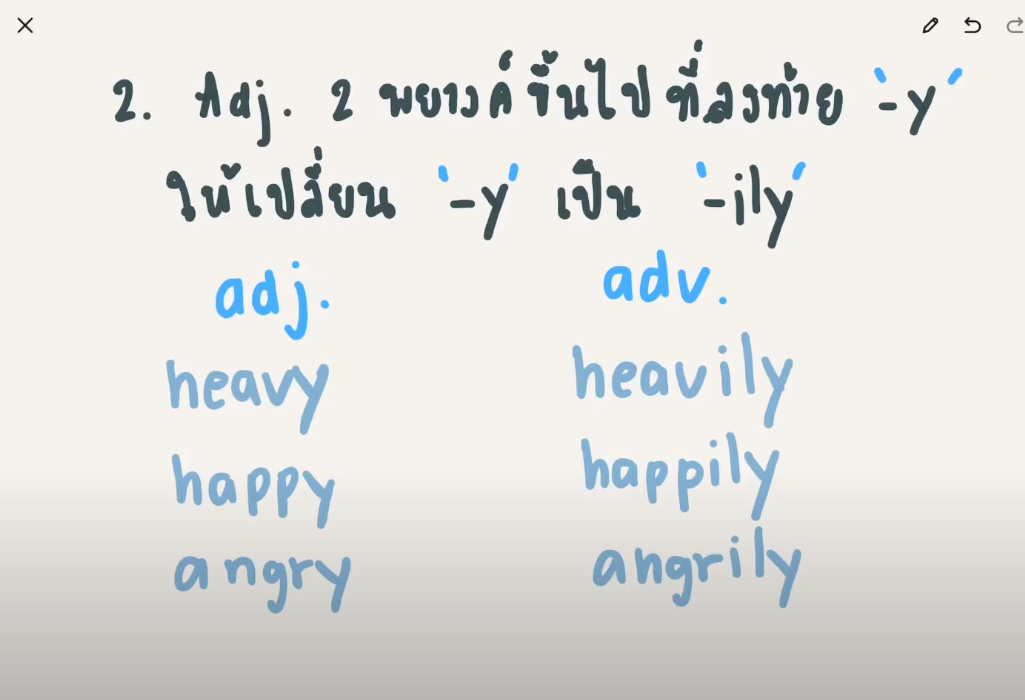 2. Adj. 2 พยางค์ขึ้นไป ที่ลงท้าย '-y'
ให้เปลี่ยน '-y' เป็น '-ily'
adj. adv.
heavy heavily
happy happily
angry angrily